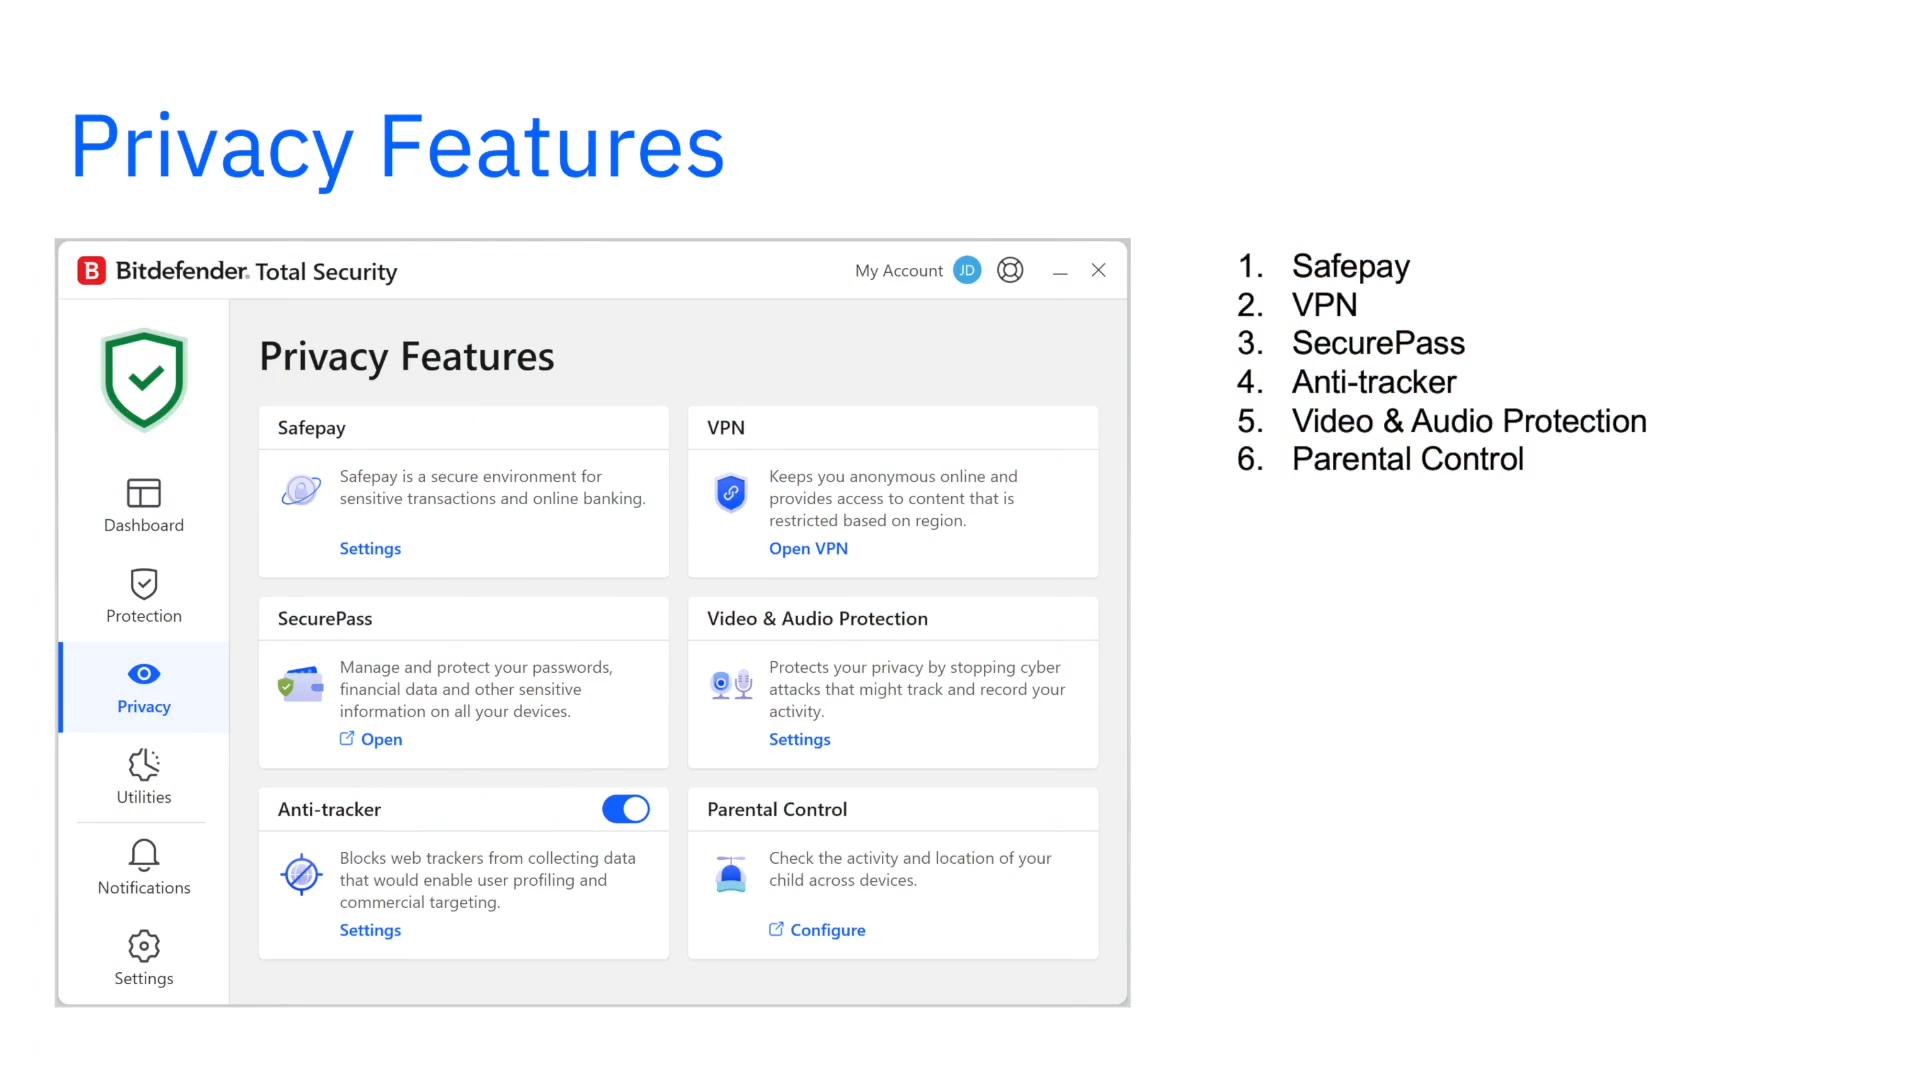 Privacy Features
B Bitdefender. Total Security
My Account JD
Dashboard
Protection
Privacy
Utilities
Notifications
Settings
Privacy Features
Safepay
Safepay is a secure environment for
sensitive transactions and online banking.
Settings
VPN
Keeps you anonymous online and
provides access to content that is
restricted based on region.
Open VPN
SecurePass
Manage and protect your passwords,
financial data and other sensitive
information on all your devices.
Open
Video & Audio Protection
Protects your privacy by stopping cyber
attacks that might track and record your
activity.
Settings
Anti-tracker
Blocks web trackers from collecting data
that would enable user profiling and
commercial targeting.
Settings
Parental Control
Check the activity and location of your
child across devices.
Configure
1. Safepay
2. VPN
3. SecurePass
4. Anti-tracker
5. Video & Audio Protection
6. Parental Control